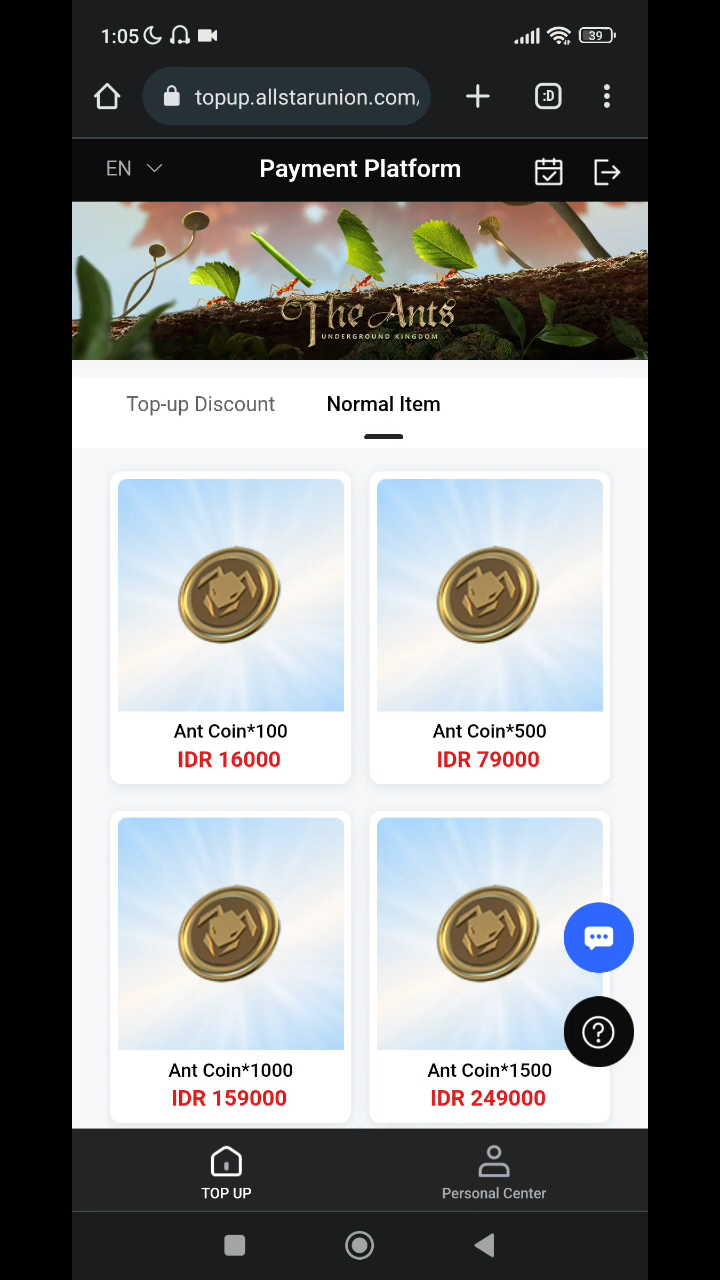 1:05
39
topup.allstarunion.com/
:D
EN
Payment Platform
The Ants
UNDERGROUND KINGDOM
Top-up Discount
Normal Item
Ant Coin*100
IDR 16000
Ant Coin*500
IDR 79000
Ant Coin*1000
IDR 159000
Ant Coin*1500
IDR 249000
?
TOP UP
Personal Center